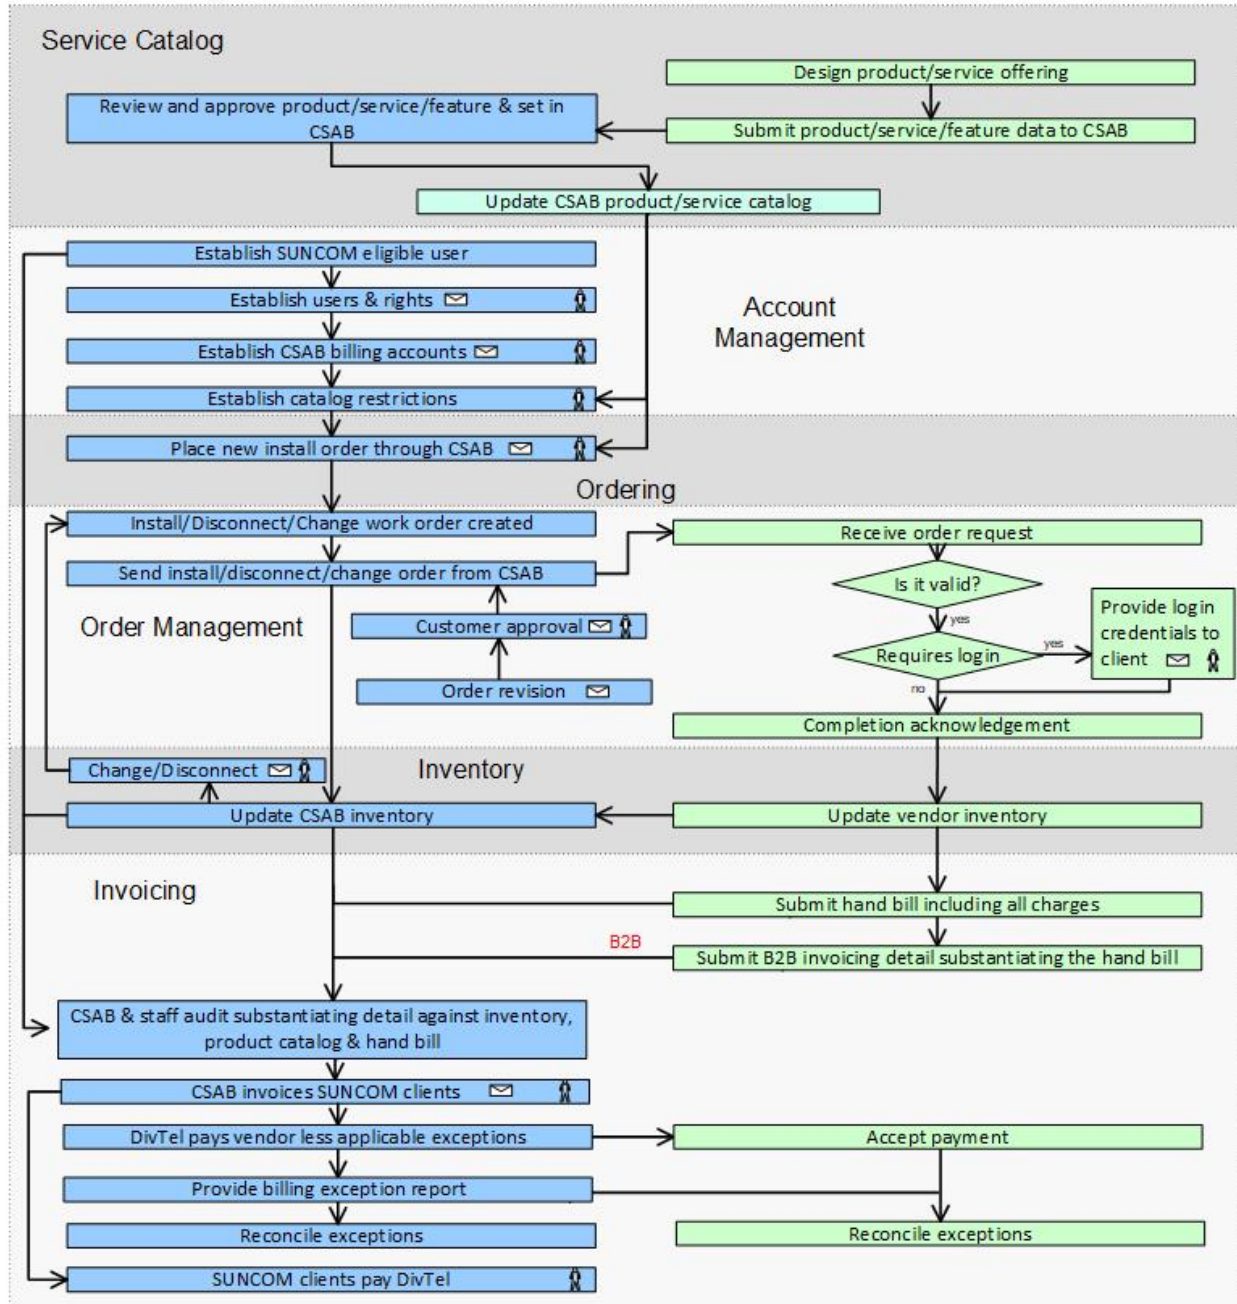 Service Catalog
Design product/service offering
Review and approve product/service/feature & set in
CSAB
Submit product/service/feature data to CSAB
Update CSAB product/service catalog
Establish SUNCOM eligible user
Establish users & rights
Account
Management
Establish CSAB billing accounts
Establish catalog restrictions
Place new install order through CSAB
Ordering
Install/Disconnect/Change work order created
Receive order request
Send install/disconnect/change order from CSAB
Is it valid?
Order Management
Customer approval
yes
Provide login
credentials to
client
Requires login
yes
Order revision
no
Completion acknowledgement
Change/Disconnect
Inventory
Update CSAB inventory
Update vendor inventory
Invoicing
Submit hand bill including all charges
B2B
Submit B2B invoicing detail substantiating the hand bill
CSAB & staff audit substantiating detail against inventory,
product catalog & hand bill
CSAB invoices SUNCOM clients
DivTel pays vendor less applicable exceptions
Accept payment
Provide billing exception report
Reconcile exceptions
Reconcile exceptions
SUNCOM clients pay DivTel